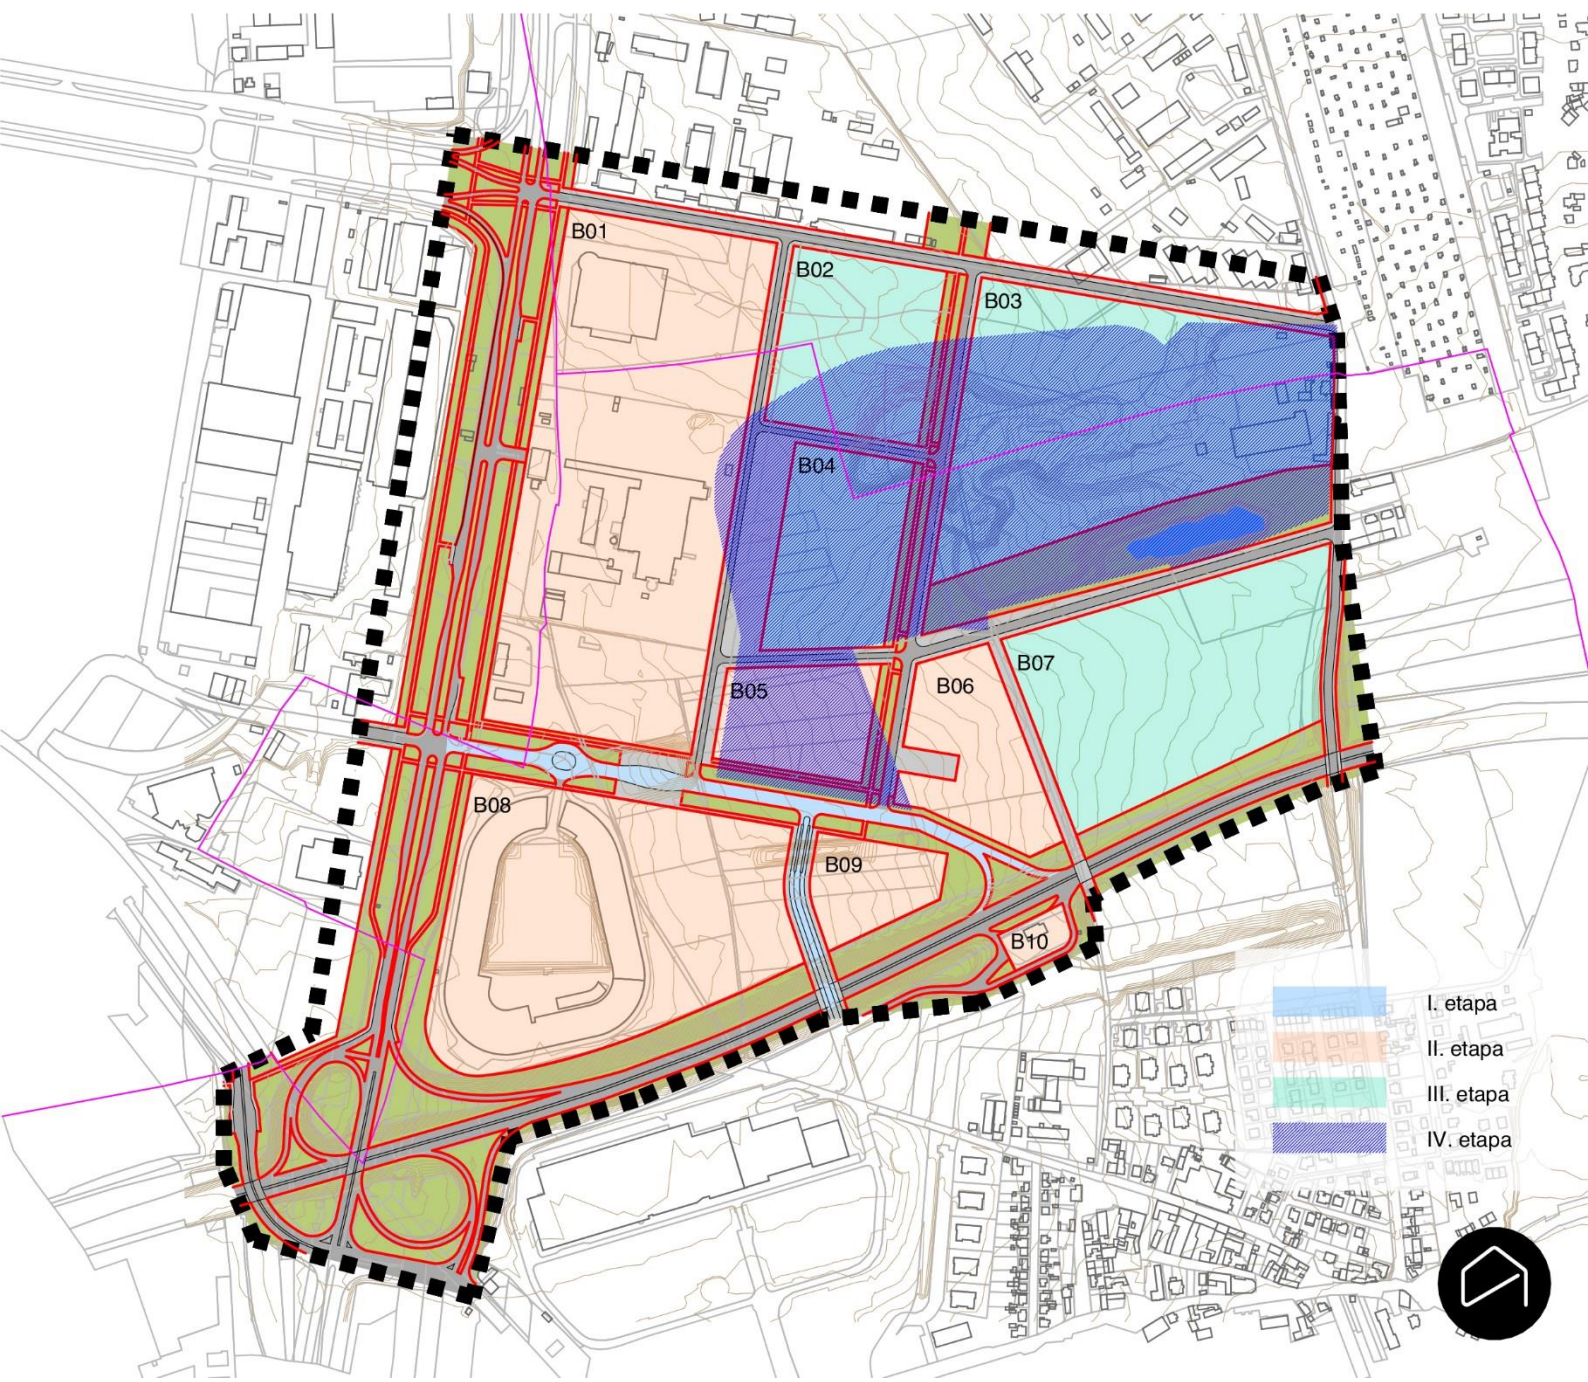 B01
B02
B03
B04
B05
B06
B07
B08
B09
B10
I. etapa
II. etapa
III. etapa
IV. etapa